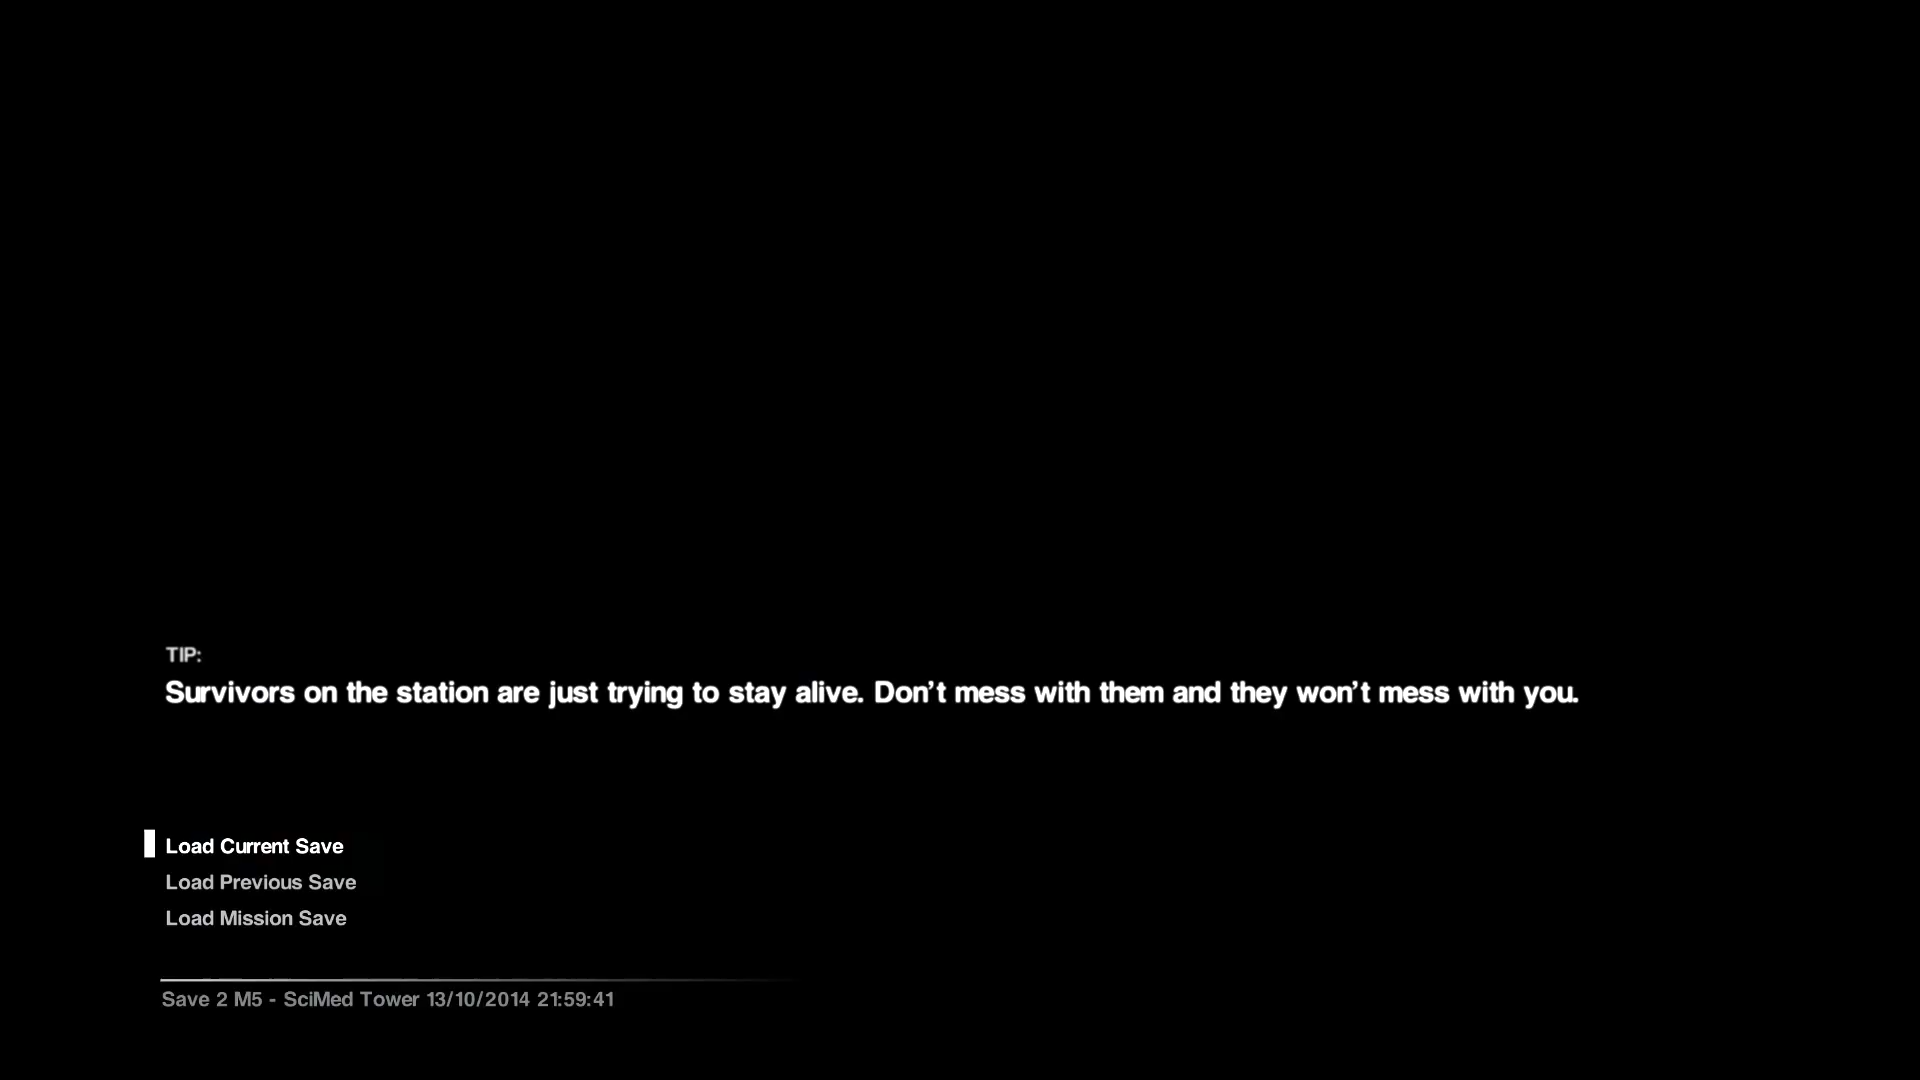 TIP:
Survivors on the station are just trying to stay alive. Don’t mess with them and they won’t mess with you.
Load Current Save
Load Previous Save
Load Mission Save
Save 2 M5 - SciMed Tower 13/10/2014 21:59:41